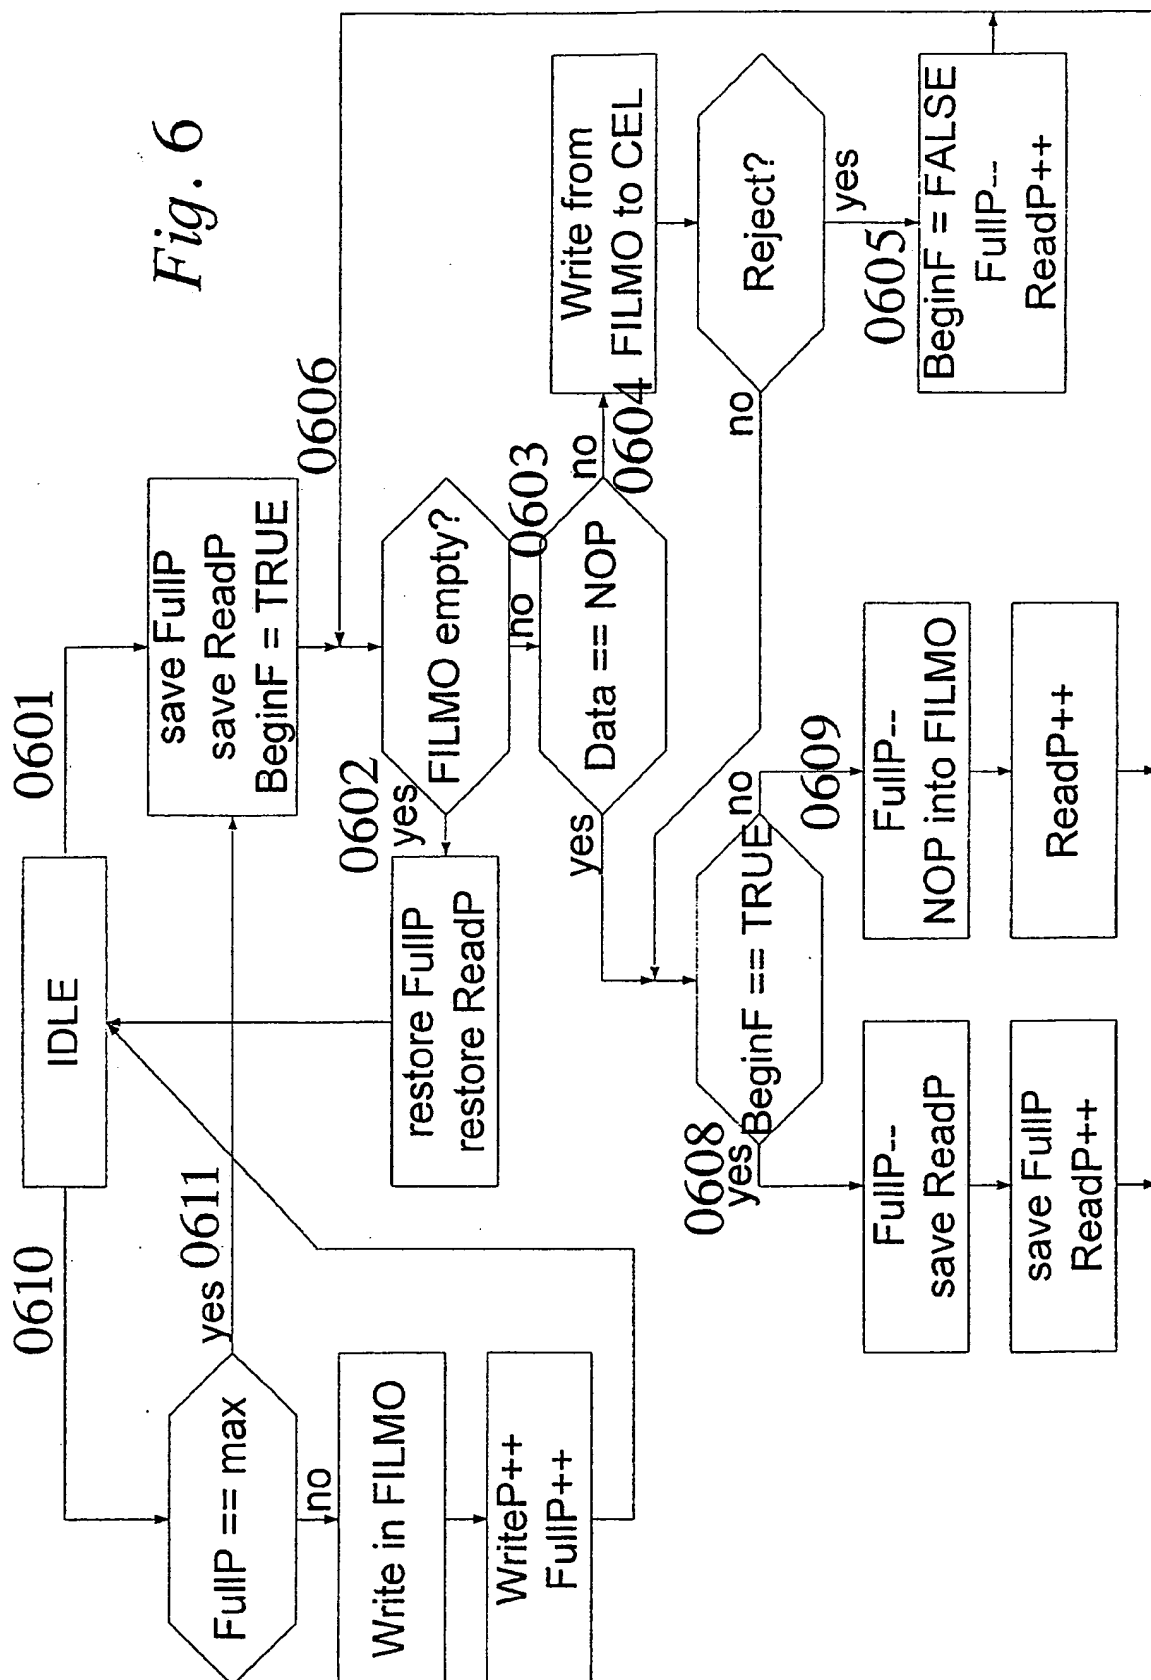 Fig. 6
IDLE
0610
0601
FullP == max
yes
0611
no
Write in FILMO
WriteP++
FullP++
save FullP
save ReadP
BeginF = TRUE
0606
FILMO empty?
0602
yes
restore FullP
restore ReadP
no
0603
Data == NOP
no
0604
yes
Write from
FILMO to CEL
Reject?
no
yes
0605
BeginF = FALSE
FullP--
ReadP++
BeginF == TRUE
0608
yes
no
0609
FullP--
save ReadP
save FullP
ReadP++
FullP--
NOP into FILMO
ReadP++